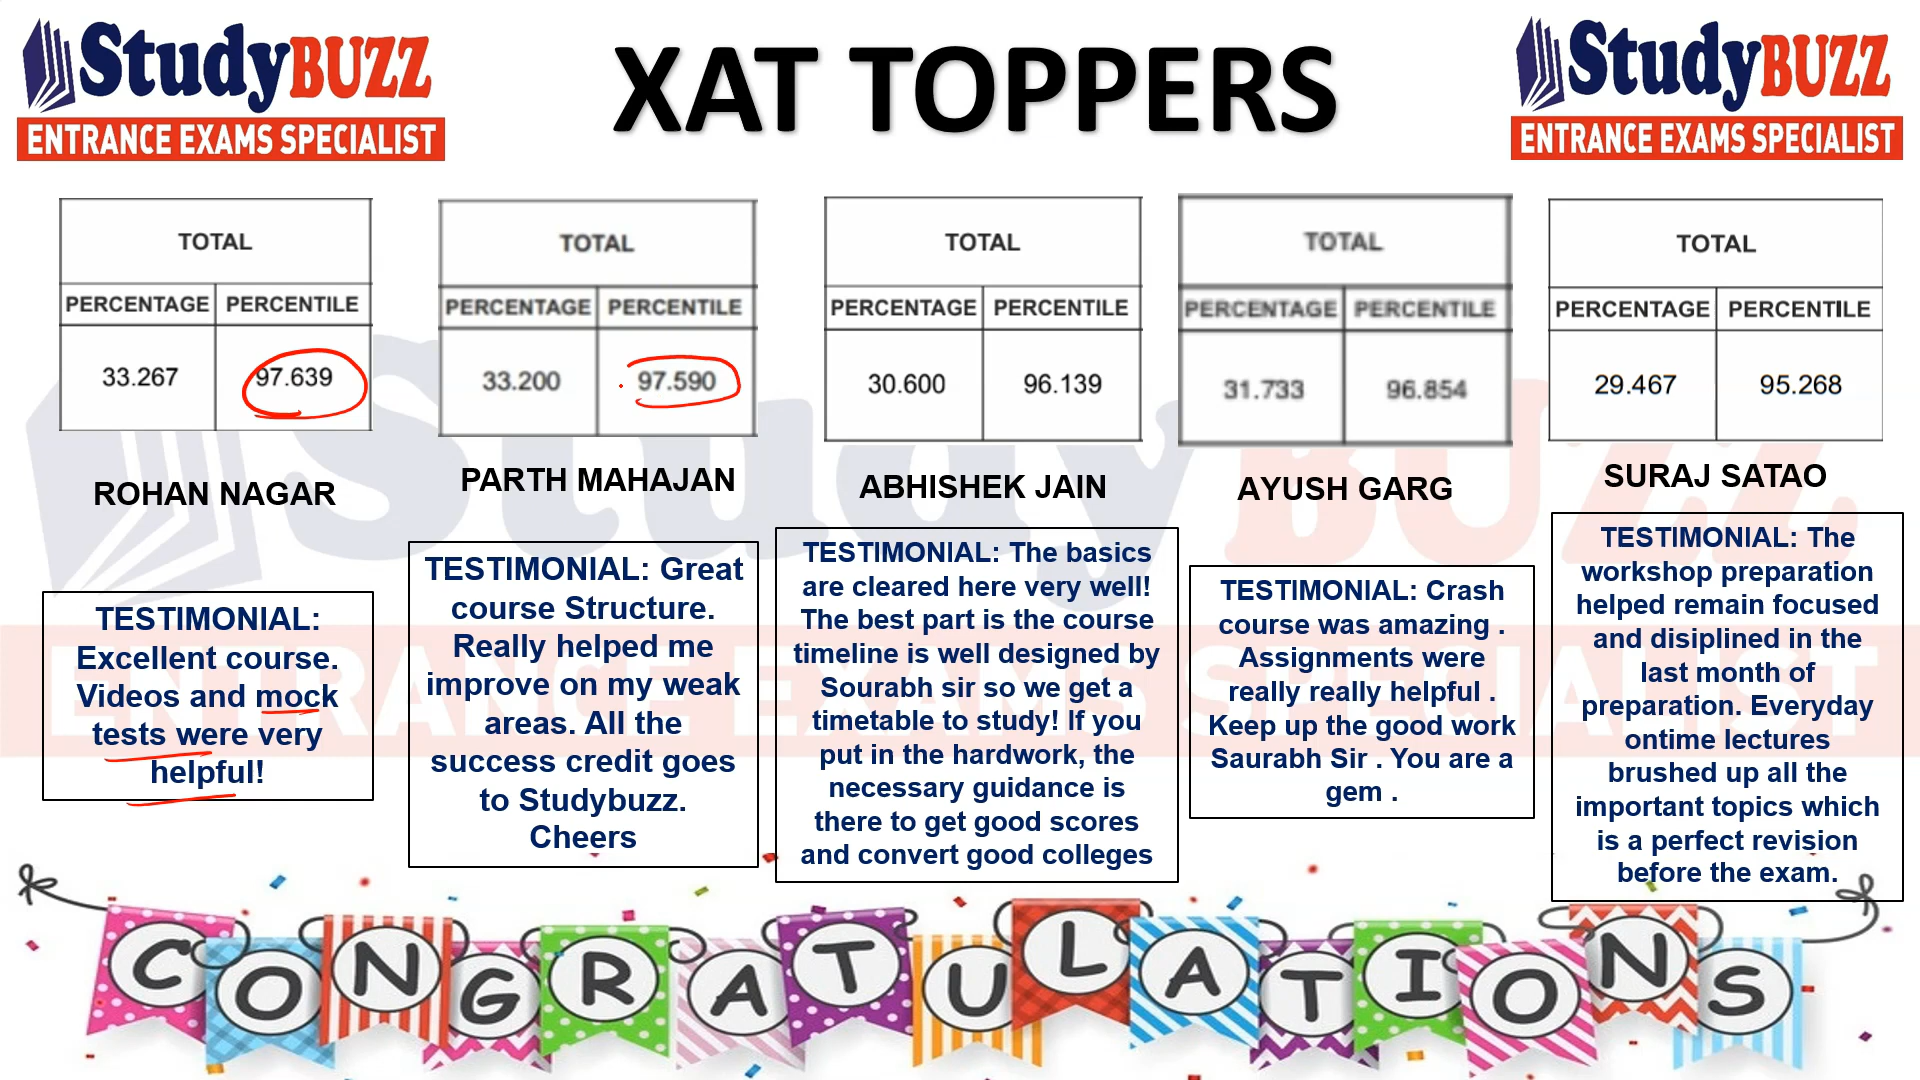 StudyBUZZ
ENTRANCE EXAMS SPECIALIST
XAT TOPPERS
StudyBUZZ
ENTRANCE EXAMS SPECIALIST
TOTAL
PERCENTAGE PERCENTILE
33.267 97.639
ROHAN NAGAR
TESTIMONIAL:
Excellent course.
Videos and mock
tests were very
helpful!
TOTAL
PERCENTAGE PERCENTILE
33.200 97.590
PARTH MAHAJAN
TESTIMONIAL: Great
course Structure.
Really helped me
improve on my weak
areas. All the
success credit goes
to Studybuzz.
Cheers
TOTAL
PERCENTAGE PERCENTILE
30.600 96.139
ABHISHEK JAIN
TESTIMONIAL: The basics
are cleared here very well!
The best part is the course
timeline is well designed by
Sourabh sir so we get a
timetable to study! If you
put in the hardwork, the
necessary guidance is
there to get good scores
and convert good colleges
TOTAL
PERCENTAGE PERCENTILE
31.733 96.854
AYUSH GARG
TESTIMONIAL: Crash
course was amazing .
Assignments were
really really helpful .
Keep up the good work
Saurabh Sir . You are a
gem .
TOTAL
PERCENTAGE PERCENTILE
29.467 95.268
SURAJ SATAO
TESTIMONIAL: The
workshop preparation
helped remain focused
and disiplined in the
last month of
preparation. Everyday
ontime lectures
brushed up all the
important topics which
is a perfect revision
before the exam.
StudyBUZZ
ENTRANCE EXAMS SPECIALIST
CONGRATULATIONS